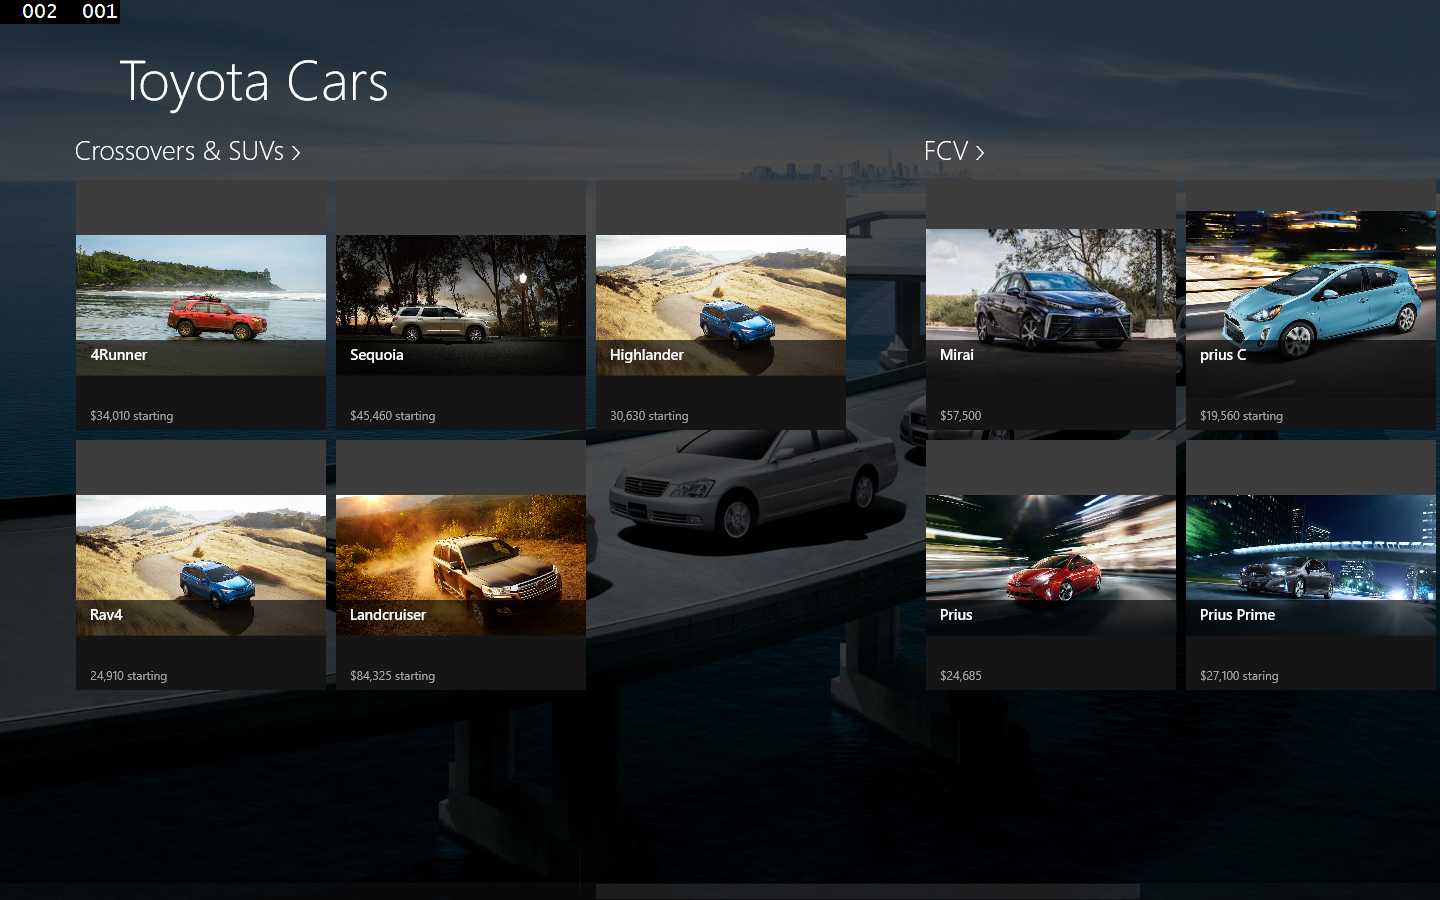 002 001
Toyota Cars
Crossovers & SUVs >
FCV >
4Runner
$34,010 starting
Sequoia
$45,460 starting
Highlander
30,630 starting
Mirai
$57,500
prius C
$19,560 starting
Rav4
24,910 starting
Landcruiser
$84,325 starting
Prius
$24,685
Prius Prime
$27,100 staring